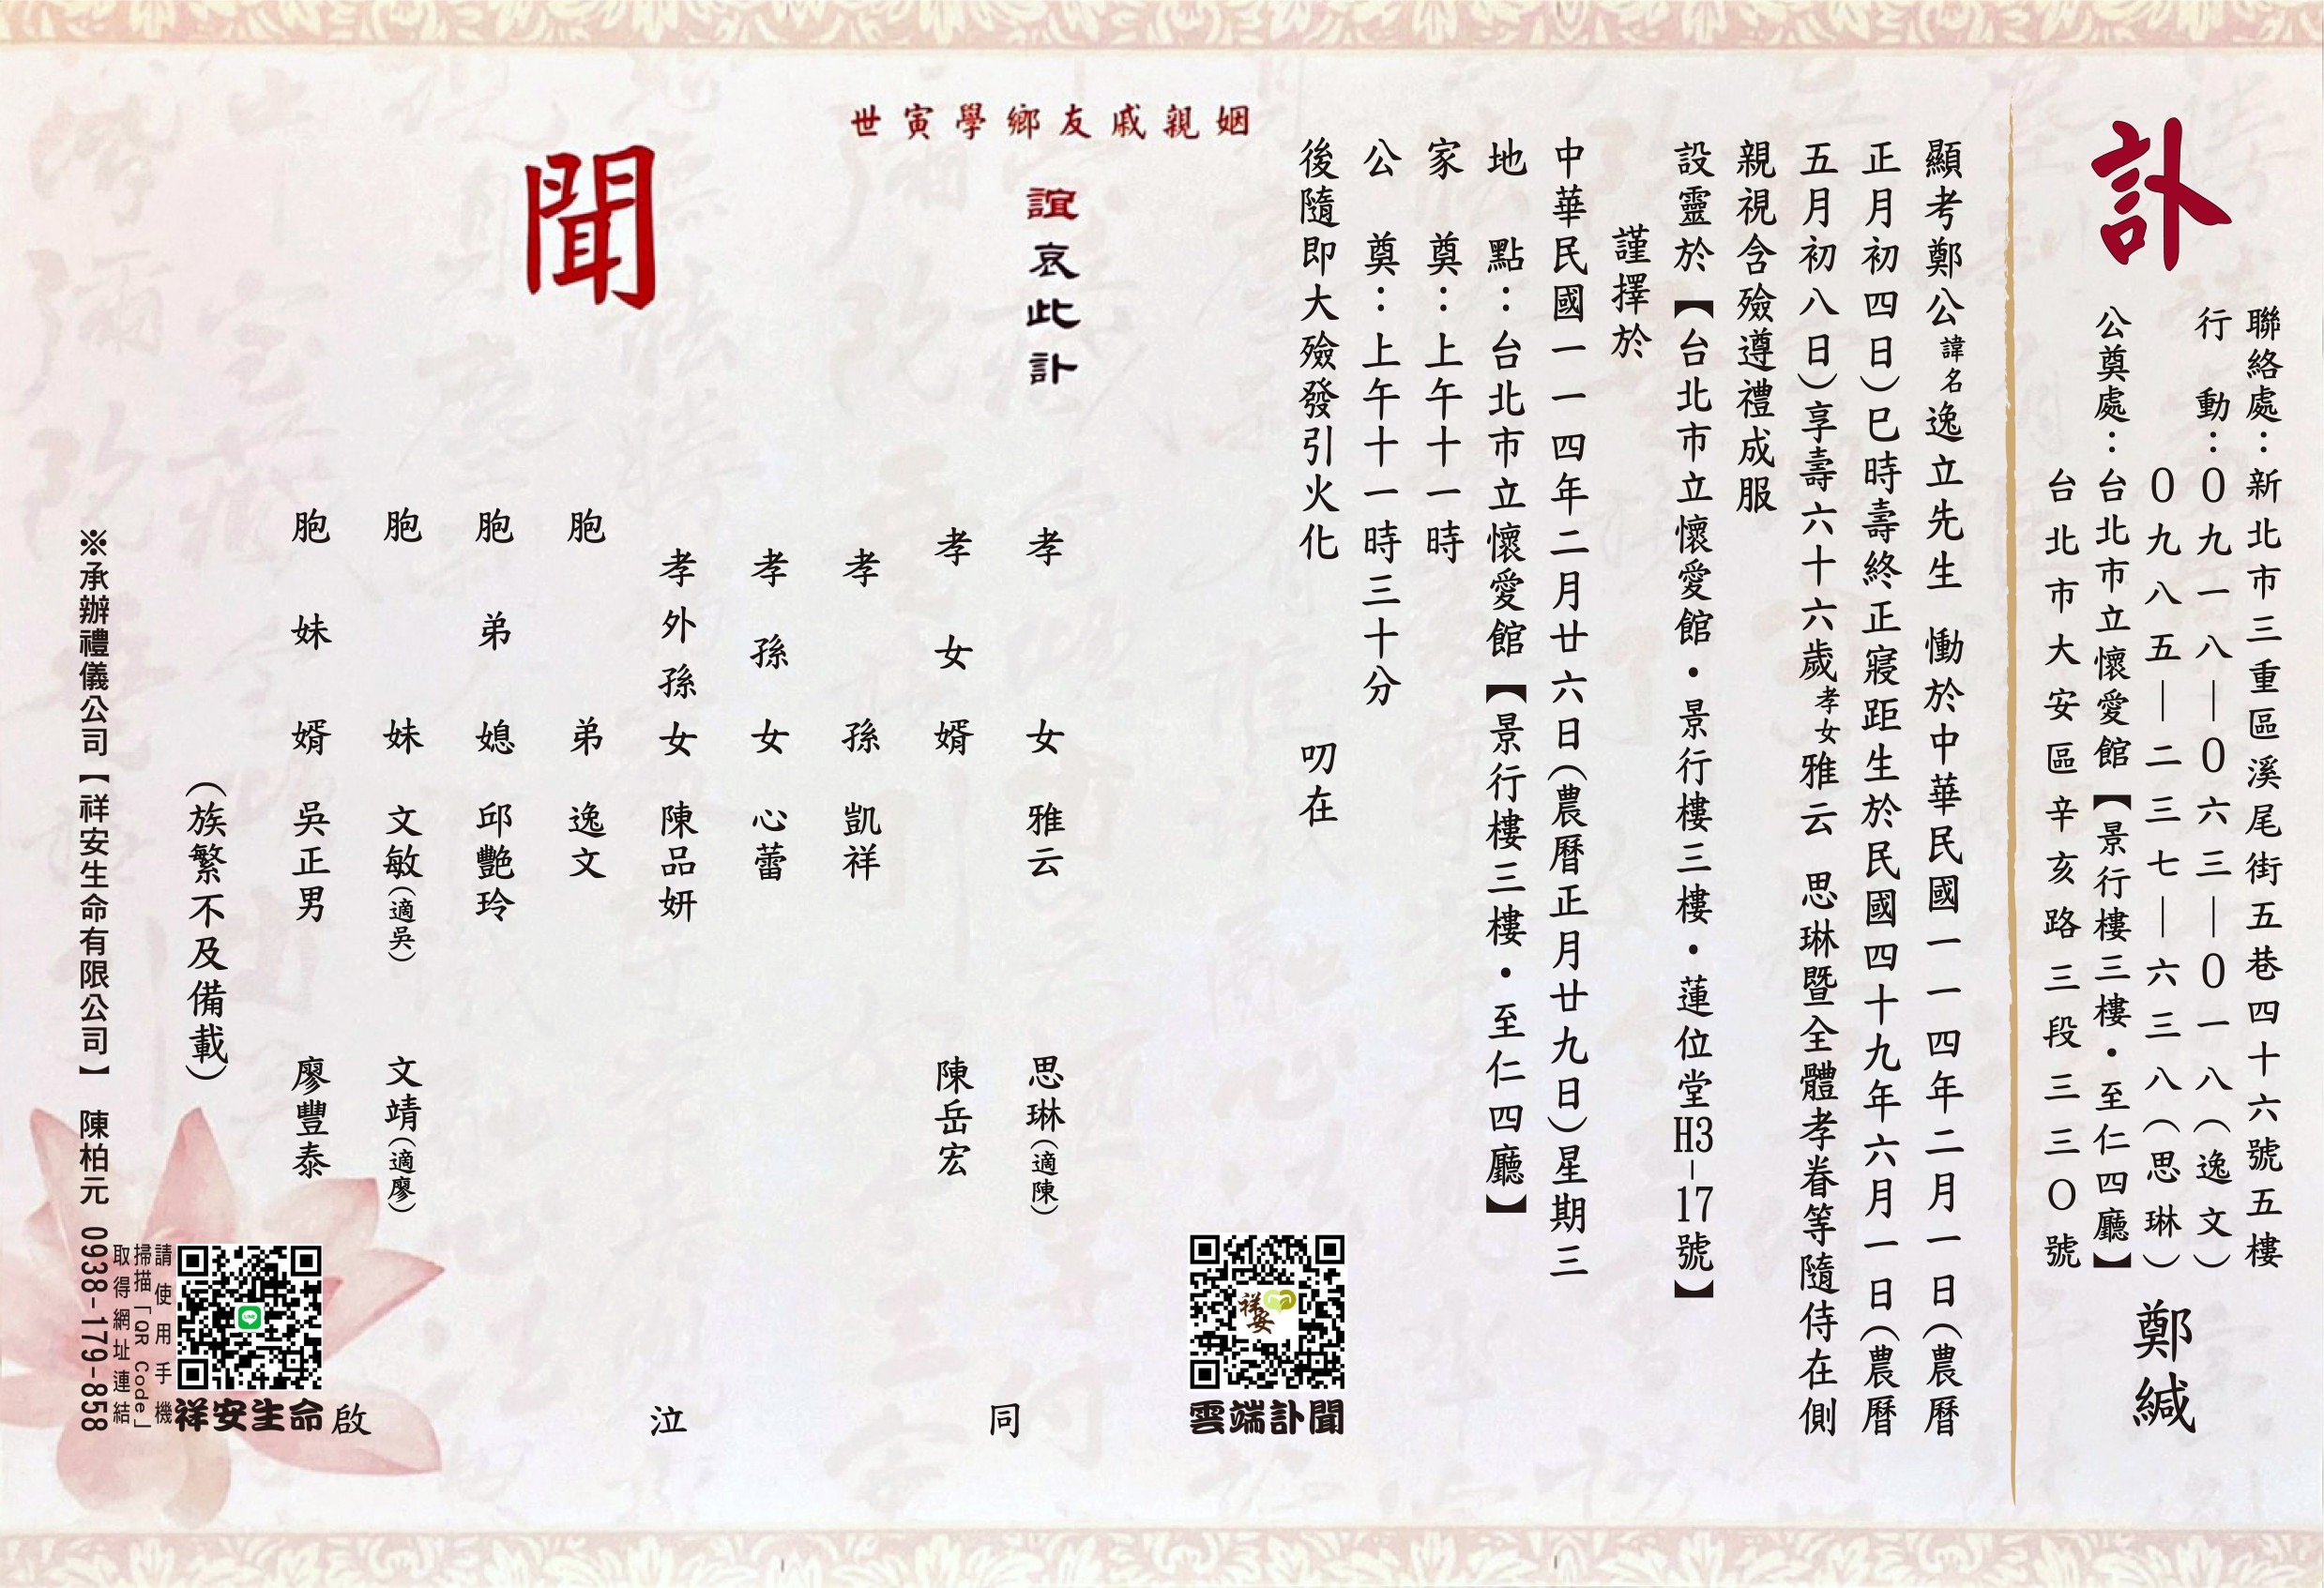 訃
聯絡處：新北市三重區溪尾街五巷四十六號五樓
行動：０九一八—０六三—０一八（逸文）
０九八五—二三七—六三八（思琳）
公奠處：台北市立懷愛館【景行樓三樓・至仁四廳】
台北市大安區辛亥路三段三三０號
鄭緘
顯考鄭公諱名逸立先生　慟於中華民國一一四年二月一日（農曆
正月初四日）巳時壽終正寢距生於民國四十九年六月一日（農曆
五月初八日）享壽六十六歲孝女雅云　思琳暨全體孝眷等隨侍在側
親視含殮遵禮成服
設靈於【台北市立懷愛館・景行樓三樓・蓮位堂H3-17號】
謹擇於
中華民國一一四年二月廿六日（農曆正月廿九日）星期三
地點：台北市立懷愛館【景行樓三樓・至仁四廳】
家奠：上午十一時
公奠：上午十一時三十分
後隨即大殮發引火化　叨在
雲端訃聞
祥安
姻親戚友鄉學寅世
誼哀此訃
聞
孝女　雅云　思琳（適陳）
孝女婿　陳岳宏
孝孫　凱祥
孝孫女　心蕾
孝外孫女　陳品妍
胞弟　逸文
胞弟媳　邱艷玲
胞妹　文敏（適吳）　文靖（適廖）
胞妹婿　吳正男　廖豐泰
（族繁不及備載）
同泣啟
祥安生命
請使用手機
掃描「QR Code」
取得網址連結
※承辦禮儀公司【祥安生命有限公司】　陳柏元　0938-179-858